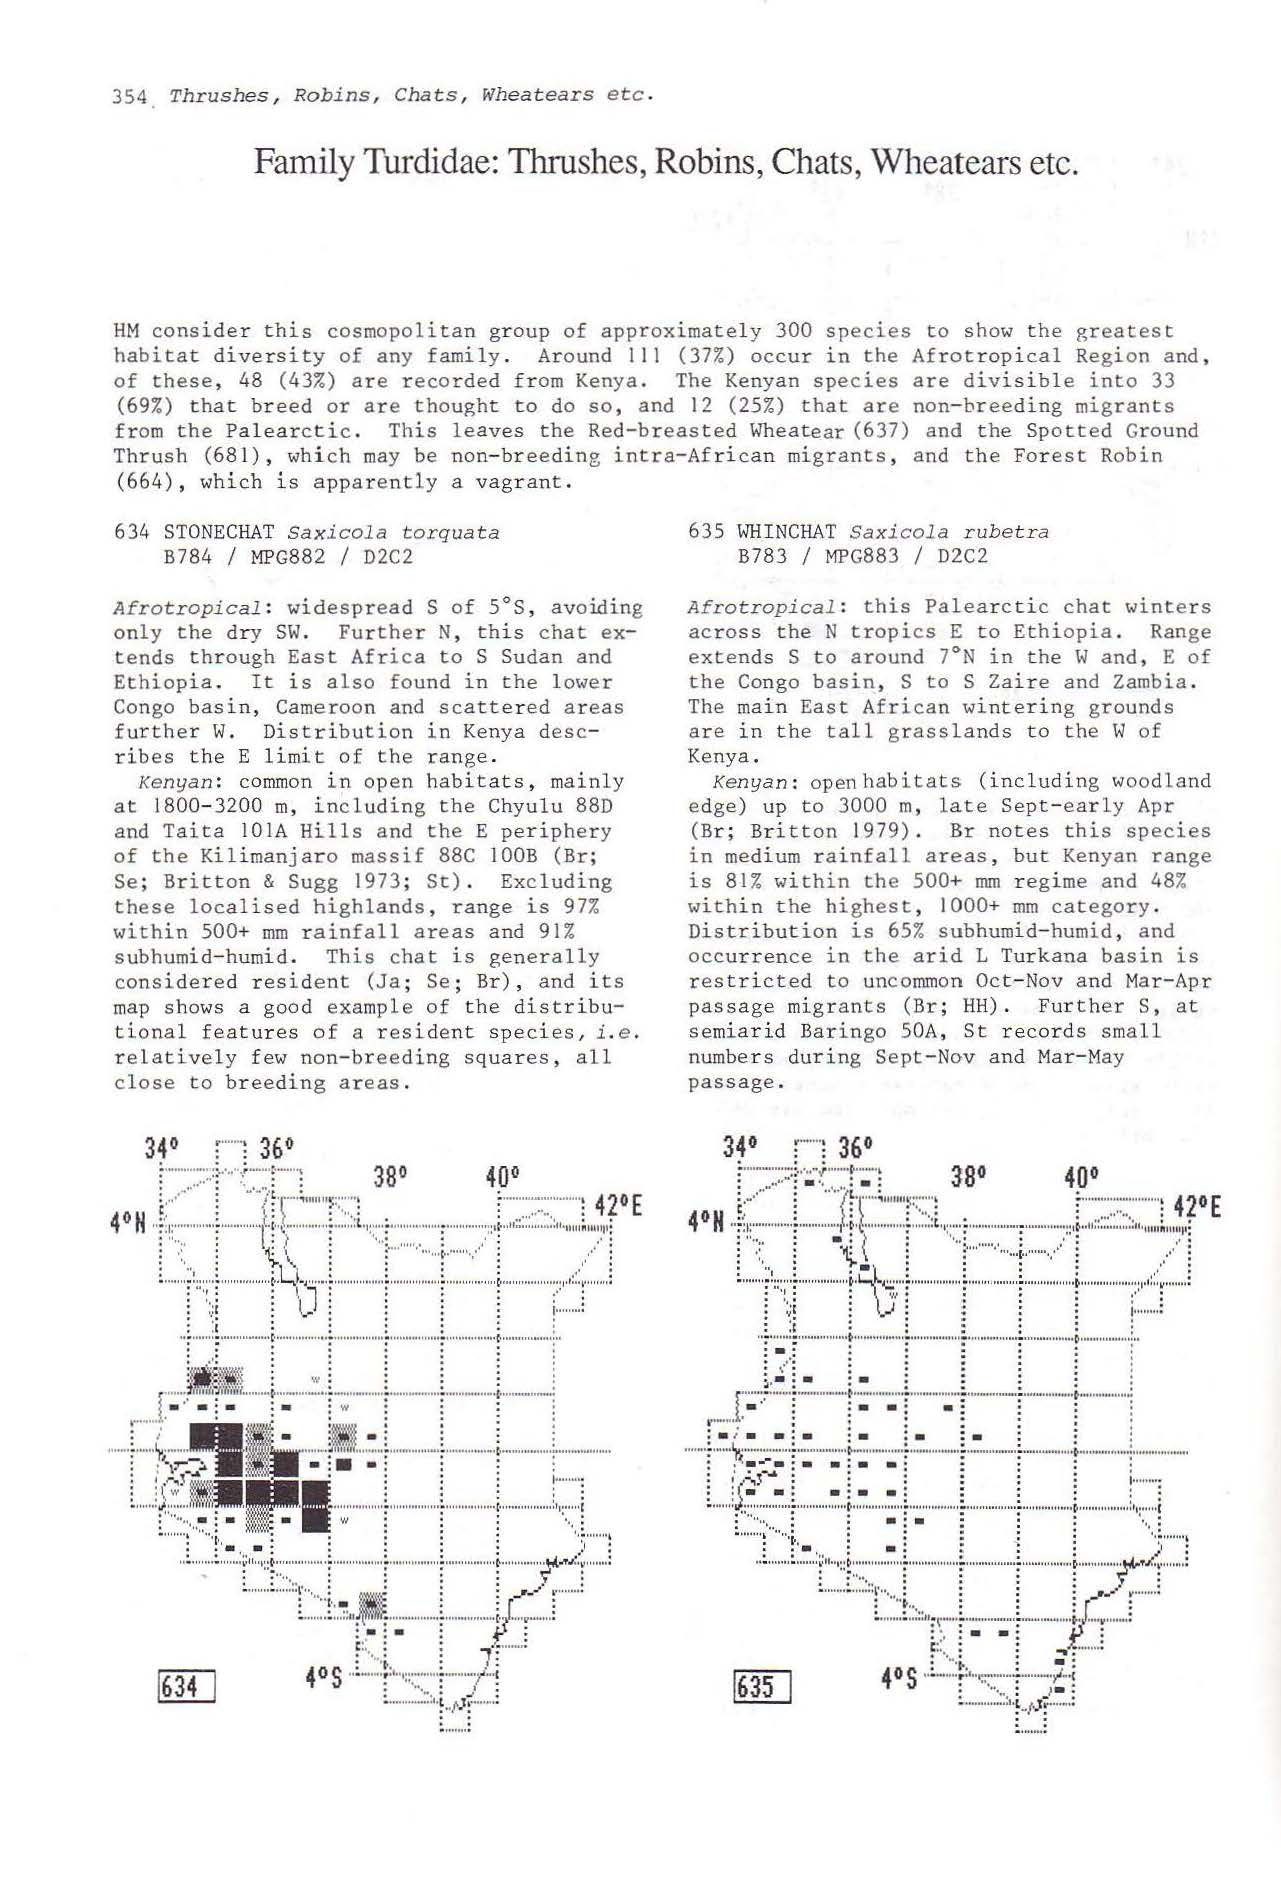 354 Thrushes, Robins, Chats, Wheatears etc.
Family Turdidae: Thrushes, Robins, Chats, Wheatears etc.
HM consider this cosmopolitan group of approximately 300 species to show the greatest
habitat diversity of any family. Around 111 (37%) occur in the Afrotropical Region and,
of these, 48 (43%) are recorded from Kenya. The Kenyan species are divisible into 33
(69%) that breed or are thought to do so, and 12 (25%) that are non-breeding migrants
from the Palearctic. This leaves the Red-breasted Wheatear (637) and the Spotted Ground
Thrush (681), which may be non-breeding intra-African migrants, and the Forest Robin
(664), which is apparently a vagrant.
634 STONECHAT Saxicola torquata
B784 / MPG882 / D2C2
Afrotropical: widespread S of 5°S, avoiding
only the dry SW. Further N, this chat ex-
tends through East Africa to S Sudan and
Ethiopia. It is also found in the lower
Congo basin, Cameroon and scattered areas
further W. Distribution in Kenya desc-
ribes the E limit of the range.
Kenyan: common in open habitats, mainly
at 1800-3200 m, including the Chyulu 88D
and Taita 101A Hills and the E periphery
of the Kilimanjaro massif 88C 100B (Br;
Se; Britton & Sugg 1973; St). Excluding
these localised highlands, range is 97%
within 500+ mm rainfall areas and 91%
subhumid-humid. This chat is generally
considered resident (Ja; Se; Br), and its
map shows a good example of the distribu-
tional features of a resident species, i.e.
relatively few non-breeding squares, all
close to breeding areas.
635 WHINCHAT Saxicola rubetra
B783 / MPG883 / D2C2
Afrotropical: this Palearctic chat winters
across the N tropics E to Ethiopia. Range
extends S to around 7°N in the W and, E of
the Congo basin, S to S Zaire and Zambia.
The main East African wintering grounds
are in the tall grasslands to the W of
Kenya.
Kenyan: open habitats (including woodland
edge) up to 3000 m, late Sept-early Apr
(Br; Britton 1979). Br notes this species
in medium rainfall areas, but Kenyan range
is 81% within the 500+ mm regime and 48%
within the highest, 1000+ mm category.
Distribution is 65% subhumid-humid, and
occurrence in the arid L Turkana basin is
restricted to uncommon Oct-Nov and Mar-Apr
passage migrants (Br; HH). Further S, at
semiarid Baringo 50A, St records small
numbers during Sept-Nov and Mar-May
passage.
34° 36°
38° 40°
42°E
4°N
w
w
w
w
4°S
634
34° 36°
38° 40°
42°E
4°N
w
4°S
635